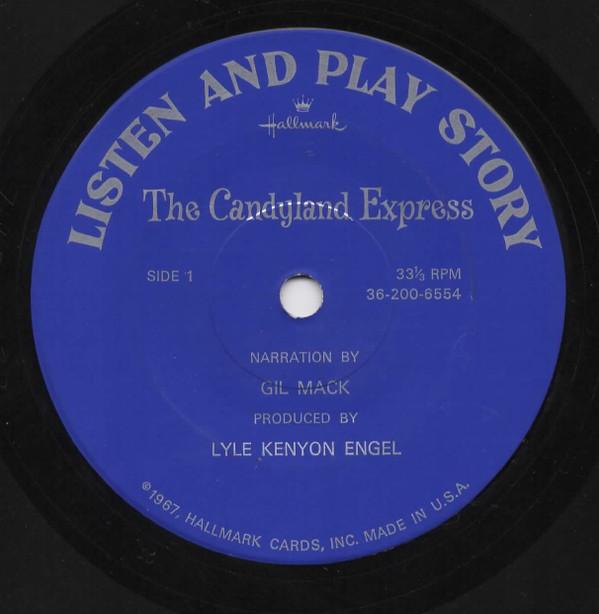 LISTEN AND PLAY STORY
Hallmark
The Candyland Express
SIDE 1
33⅓ RPM
36-200-6554
NARRATION BY
GIL MACK
PRODUCED BY
LYLE KENYON ENGEL
©1967, HALLMARK CARDS, INC. MADE IN U.S.A.